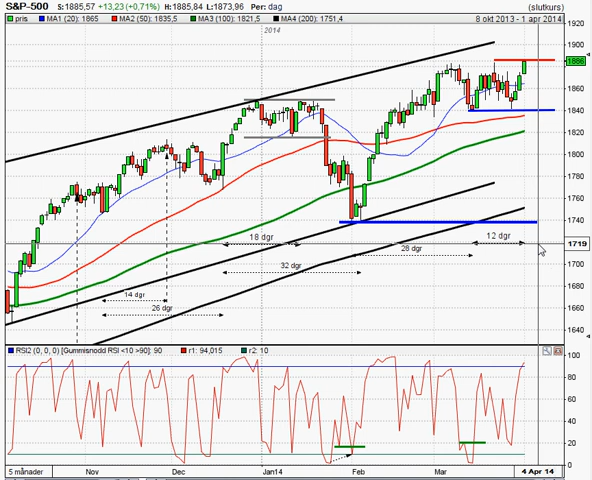 S&P-500 S:1885,57 +13,23 (+0,71%) H:1885,84 L:1873,96 Per: dag (slutkurs)
pris MA1 (20): 1865 MA2 (50): 1835,5 MA3 (100): 1821,5 MA4 (200): 1751,4 8 okt 2013 - 1 apr 2014
2014
1920
1900
1886
1860
1840
1820
1800
1780
1760
1740
1719
1700
1680
1660
1640
18 dgr
12 dgr
28 dgr
32 dgr
14 dgr
26 dgr
RSI2 (0, 0, 0) [Gummisnodd RSI <10 >90]: 90 r1: 94,015 r2: 10
100
80
60
40
20
0
5 månader Nov Dec Jan14 Feb Mar 4 Apr 14